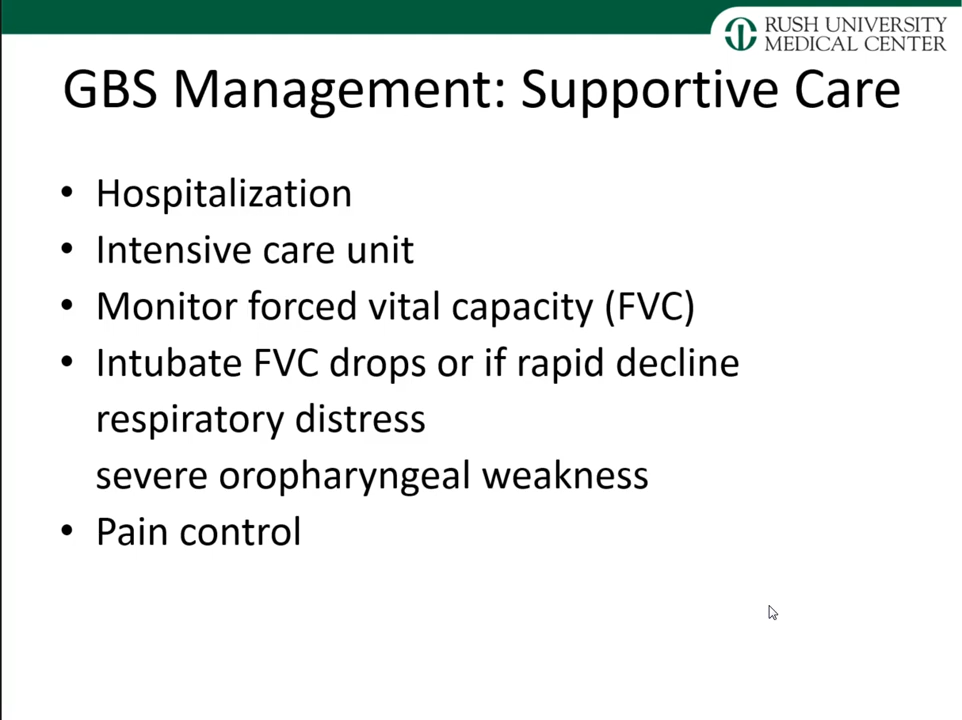 RUSH UNIVERSITY
MEDICAL CENTER
GBS Management: Supportive Care
• Hospitalization
• Intensive care unit
• Monitor forced vital capacity (FVC)
• Intubate FVC drops or if rapid decline
respiratory distress
severe oropharyngeal weakness
• Pain control